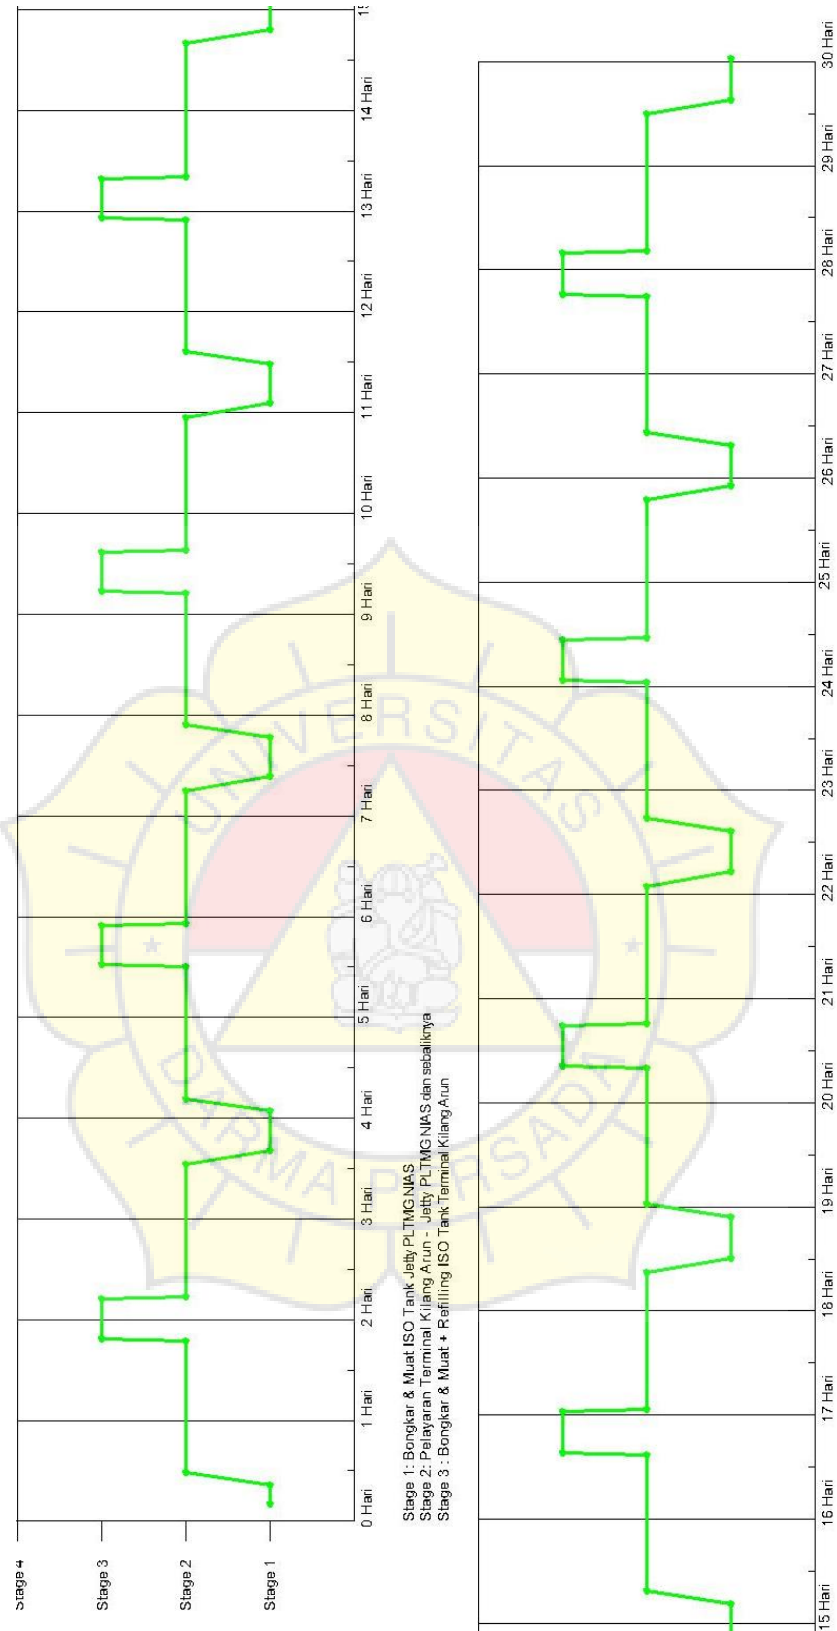 Stage 4
Stage 3
Stage 2
Stage 1
0 Hari
1 Hari
2 Hari
3 Hari
4 Hari
5 Hari
6 Hari
7 Hari
8 Hari
9 Hari
10 Hari
11 Hari
12 Hari
13 Hari
14 Hari
Stage 1: Bongkar & Muat ISO Tank Jetty PLTMG NIAS
Stage 2: Pelayaran Terminal Kilang Arun - Jetty PLTMG NIAS dan sebaliknya
Stage 3 : Bongkar & Muat + Refilling ISO Tank Terminal Kilang Arun
15 Hari
16 Hari
17 Hari
18 Hari
19 Hari
20 Hari
21 Hari
22 Hari
23 Hari
24 Hari
25 Hari
26 Hari
27 Hari
28 Hari
29 Hari
30 Hari
UNIVERSITAS
DARMA PERSADA